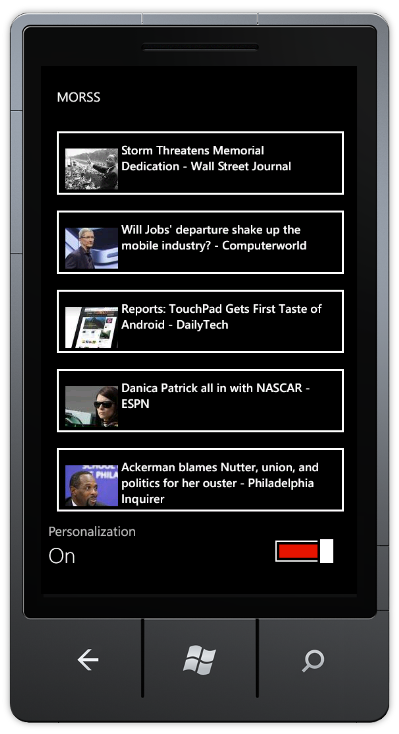 MORSS
Storm Threatens Memorial
Dedication - Wall Street Journal
Will Jobs' departure shake up the
mobile industry? - Computerworld
Reports: TouchPad Gets First Taste of
Android - DailyTech
Danica Patrick all in with NASCAR -
ESPN
Ackerman blames Nutter, union, and
politics for her ouster - Philadelphia
Inquirer
Personalization
On